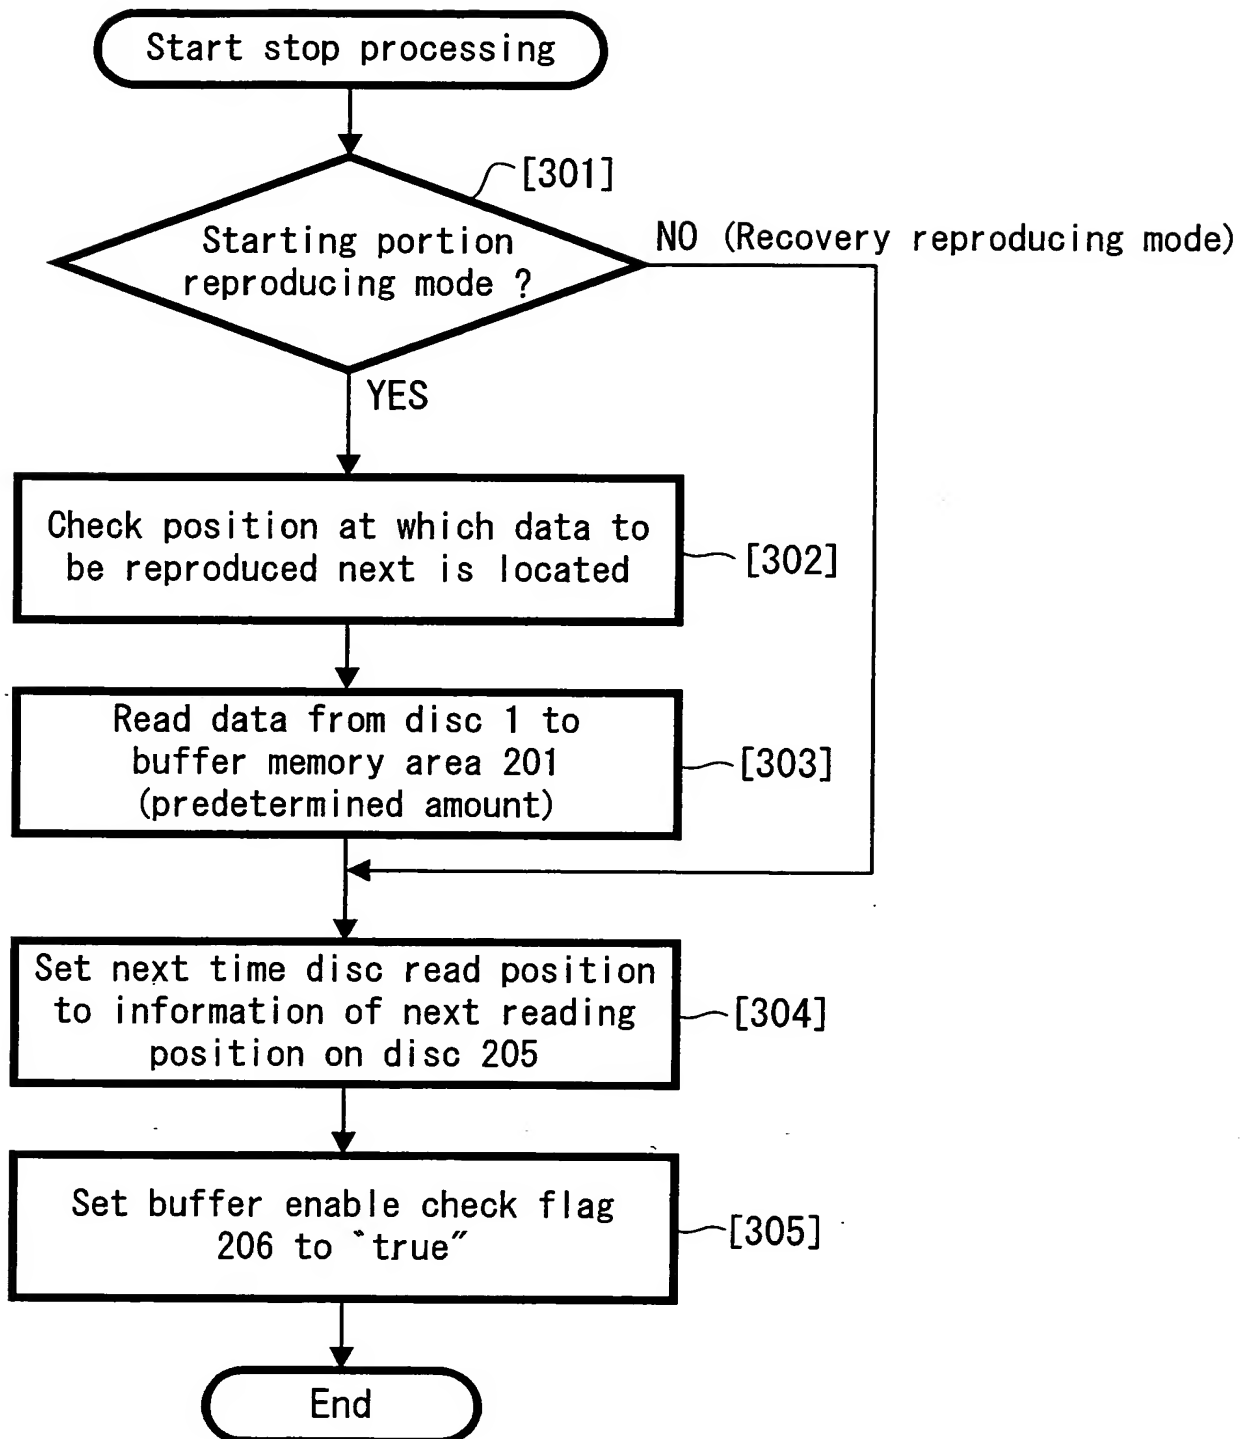 Start stop processing
[301]
Starting portion
reproducing mode ?
NO (Recovery reproducing mode)
YES
Check position at which data to
be reproduced next is located
[302]
Read data from disc 1 to
buffer memory area 201
(predetermined amount)
[303]
Set next time disc read position
to information of next reading
position on disc 205
[304]
Set buffer enable check flag
206 to "true"
[305]
End